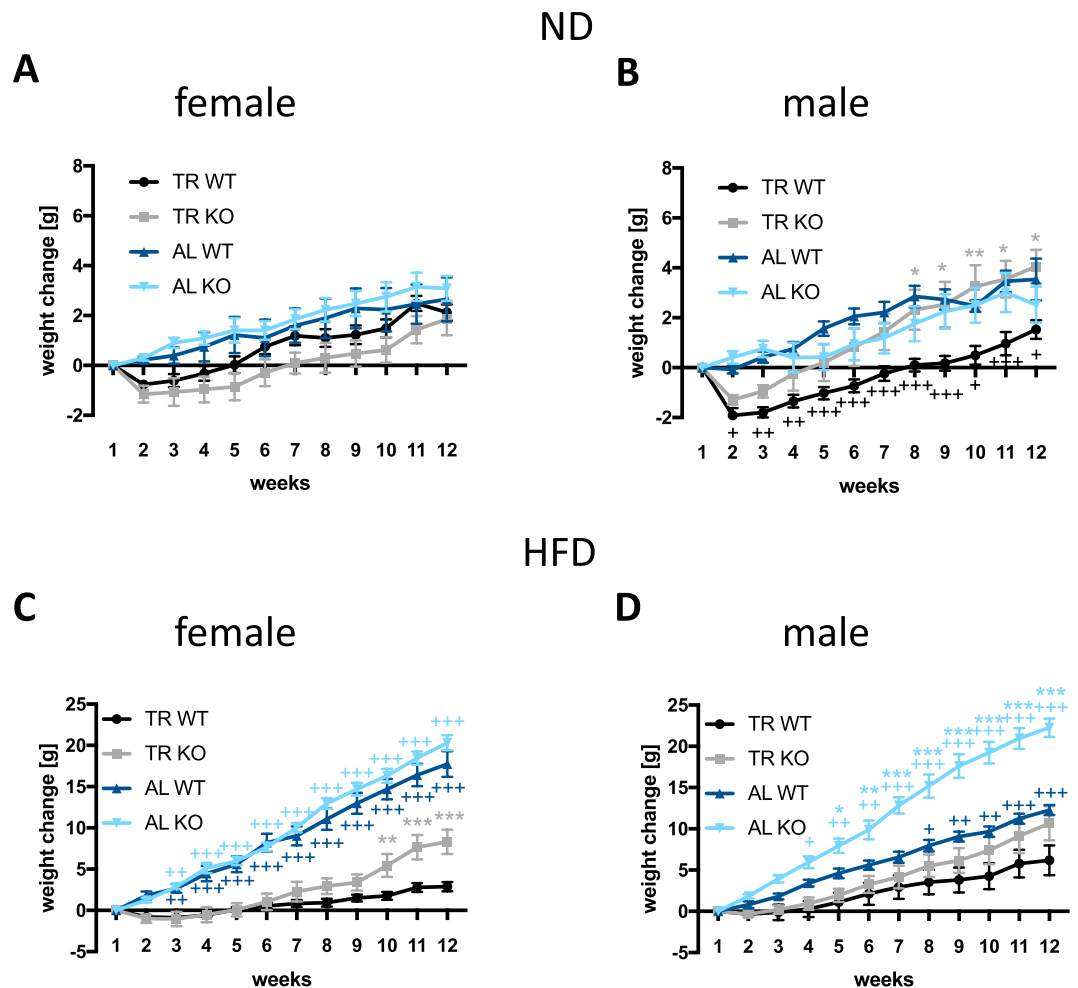 ND
A
female
8
6
4
2
0
-2
weight change [g]
TR WT
TR KO
AL WT
AL KO
1 2 3 4 5 6 7 8 9 10 11 12
weeks
B
male
8
6
4
2
0
-2
weight change [g]
TR WT
TR KO
AL WT
AL KO
* * ** * *
+ ++ ++ +++ +++ +++ +++ +++ + +++ +
1 2 3 4 5 6 7 8 9 10 11 12
weeks
HFD
C
female
25
20
15
10
5
0
-5
weight change [g]
TR WT
TR KO
AL WT
AL KO
++ +++ +++ +++ +++ +++ +++ +++ +++ +++
++ +++ +++ +++ +++ +++ +++ +++ +++ +++
** *** ***
1 2 3 4 5 6 7 8 9 10 11 12
weeks
D
male
25
20
15
10
5
0
-5
weight change [g]
TR WT
TR KO
AL WT
AL KO
* ** *** *** *** *** *** ***
+ ++ ++ +++ +++ +++ +++ +++ +++
+ ++ ++ +++ +++
1 2 3 4 5 6 7 8 9 10 11 12
weeks